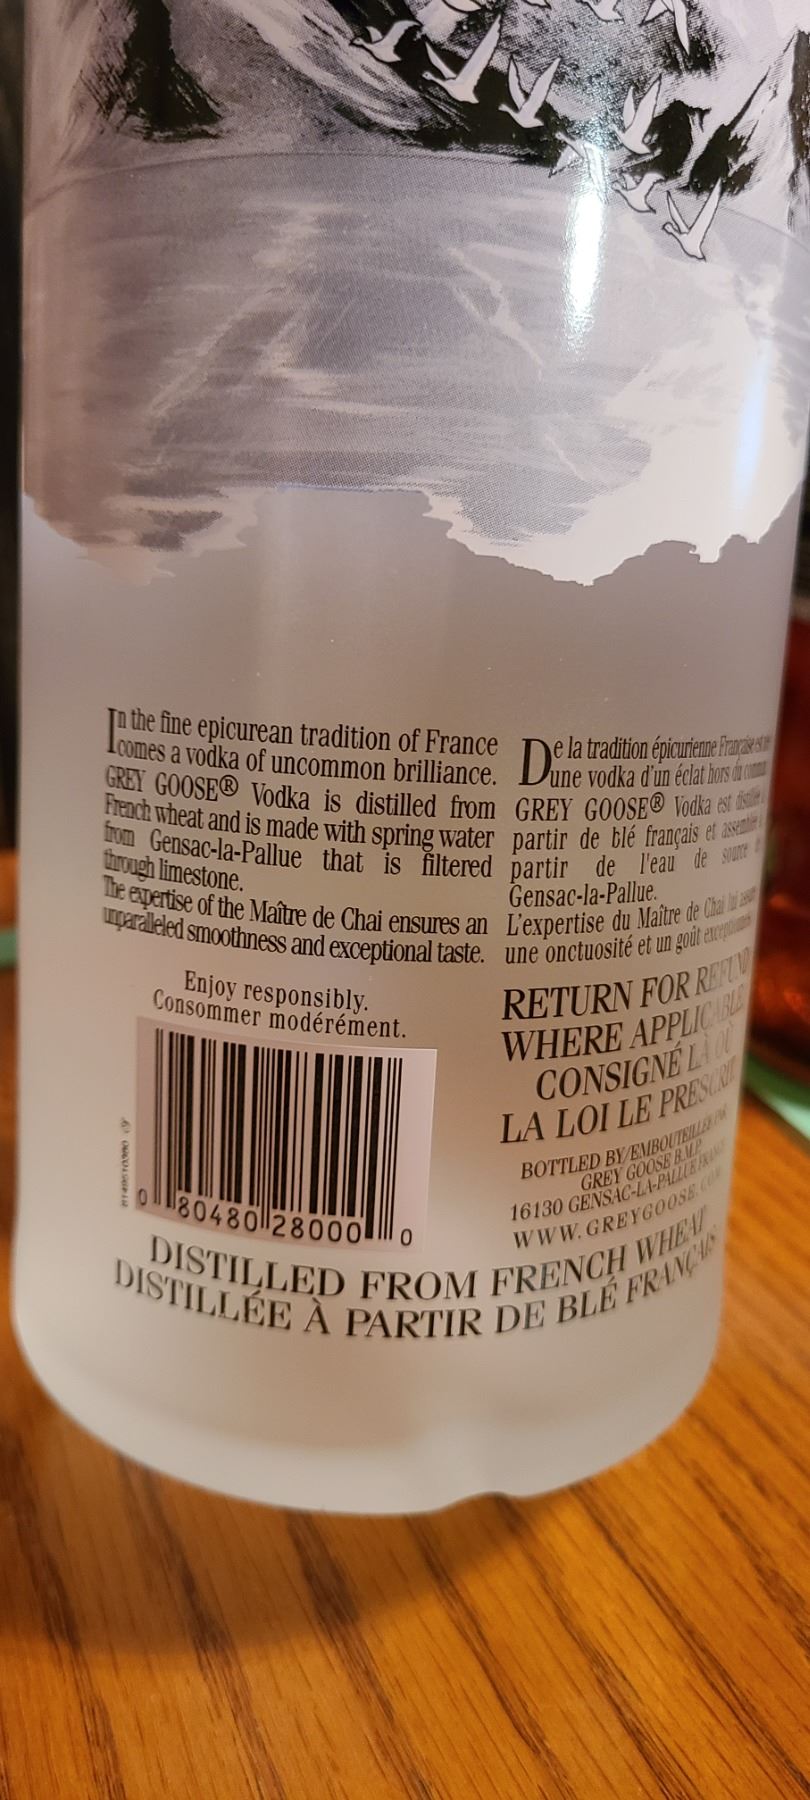 In the fine epicurean tradition of France
comes a vodka of uncommon brilliance.
GREY GOOSE® Vodka is distilled from
French wheat and is made with spring water
from Gensac-la-Pallue that is filtered
through limestone.
The expertise of the Maître de Chai ensures an
unparalleled smoothness and exceptional taste.
Enjoy responsibly.
Consommer modérément.
0 80480 28000 0
De la tradition épicurienne Française est
une vodka d'un éclat hors du commun
GREY GOOSE® Vodka est distillée
partir de blé français et assemblée
partir de l'eau de source
Gensac-la-Pallue.
L'expertise du Maître de Chai lui assure
une onctuosité et un goût exceptionnels
RETURN FOR REFUND
WHERE APPLICABLE
CONSIGNÉ LÀ OÙ
LA LOI LE PRESCRIT
BOTTLED BY/EMBOUTEILLÉE PAR
GREY GOOSE B.M.P.
16130 GENSAC-LA-PALLUE FRANCE
WWW.GREYGOOSE.COM
DISTILLED FROM FRENCH WHEAT
DISTILLÉE À PARTIR DE BLÉ FRANÇAIS